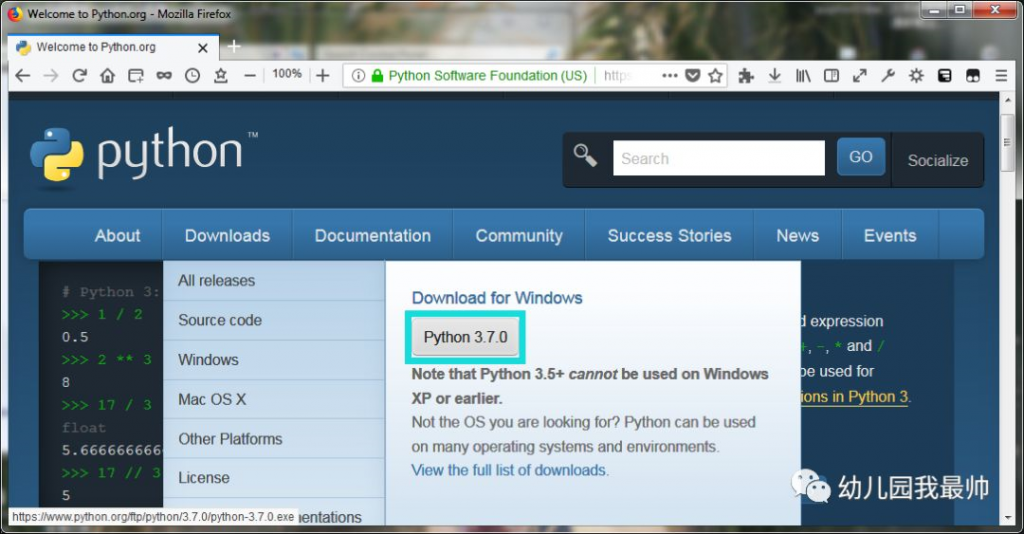 Welcome to Python.org - Mozilla Firefox
Welcome to Python.org
100%
Python Software Foundation (US)
https
python™
Search
GO
Socialize
About
Downloads
Documentation
Community
Success Stories
News
Events
# Python 3:
>>> 1 / 2
0.5
>>> 2 ** 3
8
>>> 17 / 3
float
5.6666666666
>>> 17 // 3
5
All releases
Source code
Windows
Mac OS X
Other Platforms
License
Download for Windows
Python 3.7.0
Note that Python 3.5+ cannot be used on Windows
XP or earlier.
Not the OS you are looking for? Python can be used
on many operating systems and environments.
View the full list of downloads.
d expression
+, -, * and /
be used for
ions in Python 3.
幼儿园我最帅
https://www.python.org/ftp/python/3.7.0/python-3.7.0.exe
entations